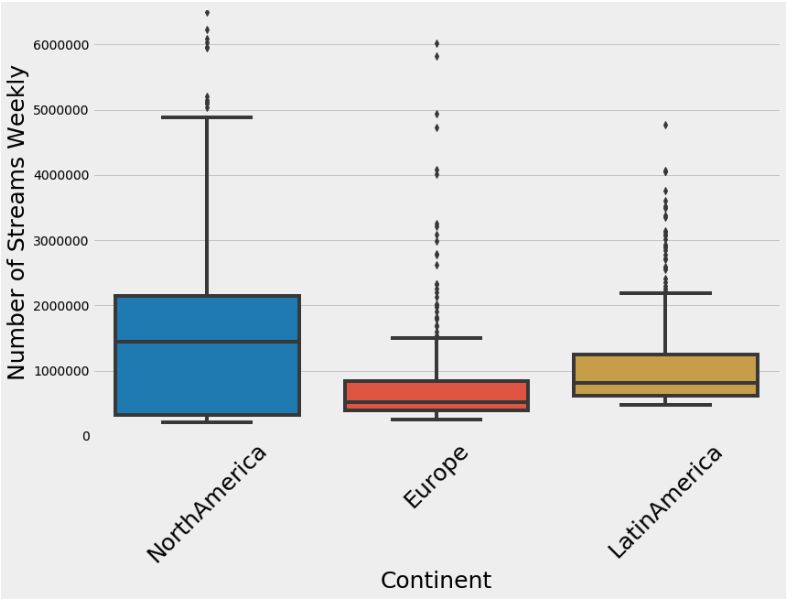 Number of Streams Weekly
6000000
5000000
4000000
3000000
2000000
1000000
0
NorthAmerica
Europe
LatinAmerica
Continent